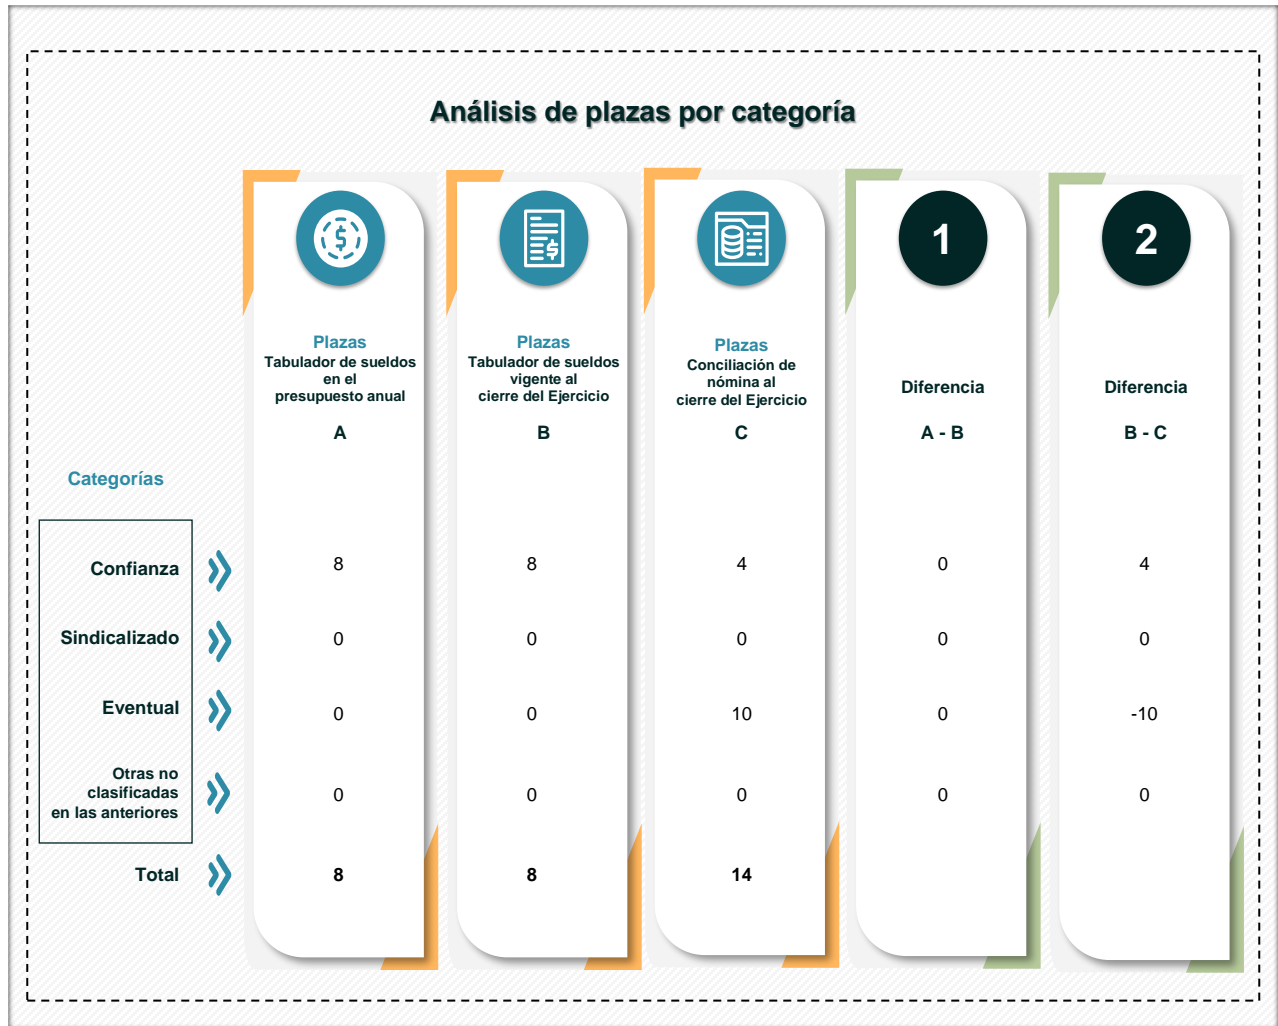 Análisis de plazas por categoría
1
2
Plazas
Tabulador de sueldos
en el
presupuesto anual
A
Plazas
Tabulador de sueldos
vigente al
cierre del Ejercicio
B
Plazas
Conciliación de
nómina al
cierre del Ejercicio
C
Diferencia
A - B
Diferencia
B - C
Categorías
Confianza 8 8 4 0 4
Sindicalizado 0 0 0 0 0
Eventual 0 0 10 0 -10
Otras no
clasificadas
en las anteriores 0 0 0 0 0
Total 8 8 14